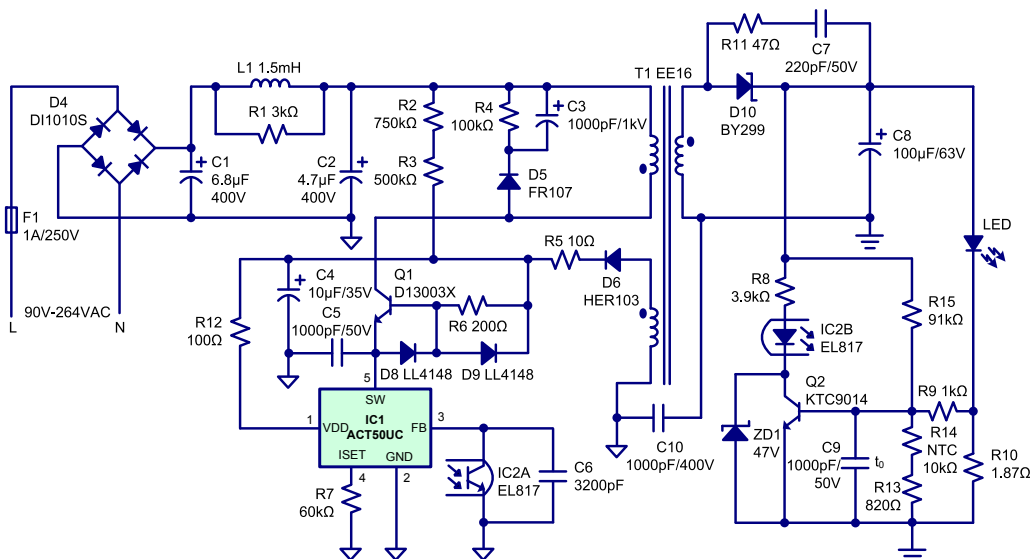 R11 47Ω
C7
220pF/50V
L1 1.5mH
T1 EE16
D4
DI1010S
R1 3kΩ
R2
750kΩ
R4
100kΩ
C3
1000pF/1kV
D10
BY299
C8
100µF/63V
C1
6.8µF
400V
C2
4.7µF
400V
R3
500kΩ
D5
FR107
F1
1A/250V
LED
R5 10Ω
D6
HER103
C4
10µF/35V
Q1
D13003X
R8
3.9kΩ
L
90V-264VAC
N
R12
100Ω
C5
1000pF/50V
R6 200Ω
R15
91kΩ
IC2B
EL817
D8 LL4148
D9 LL4148
5
SW
Q2
KTC9014
R9 1kΩ
1
VDD
IC1
ACT50UC
FB
3
ISET
GND
4
2
C10
1000pF/400V
ZD1
47V
C9
1000pF/
50V
t0
R14
NTC
10kΩ
R13
820Ω
R10
1.87Ω
IC2A
EL817
C6
3200pF
R7
60kΩ